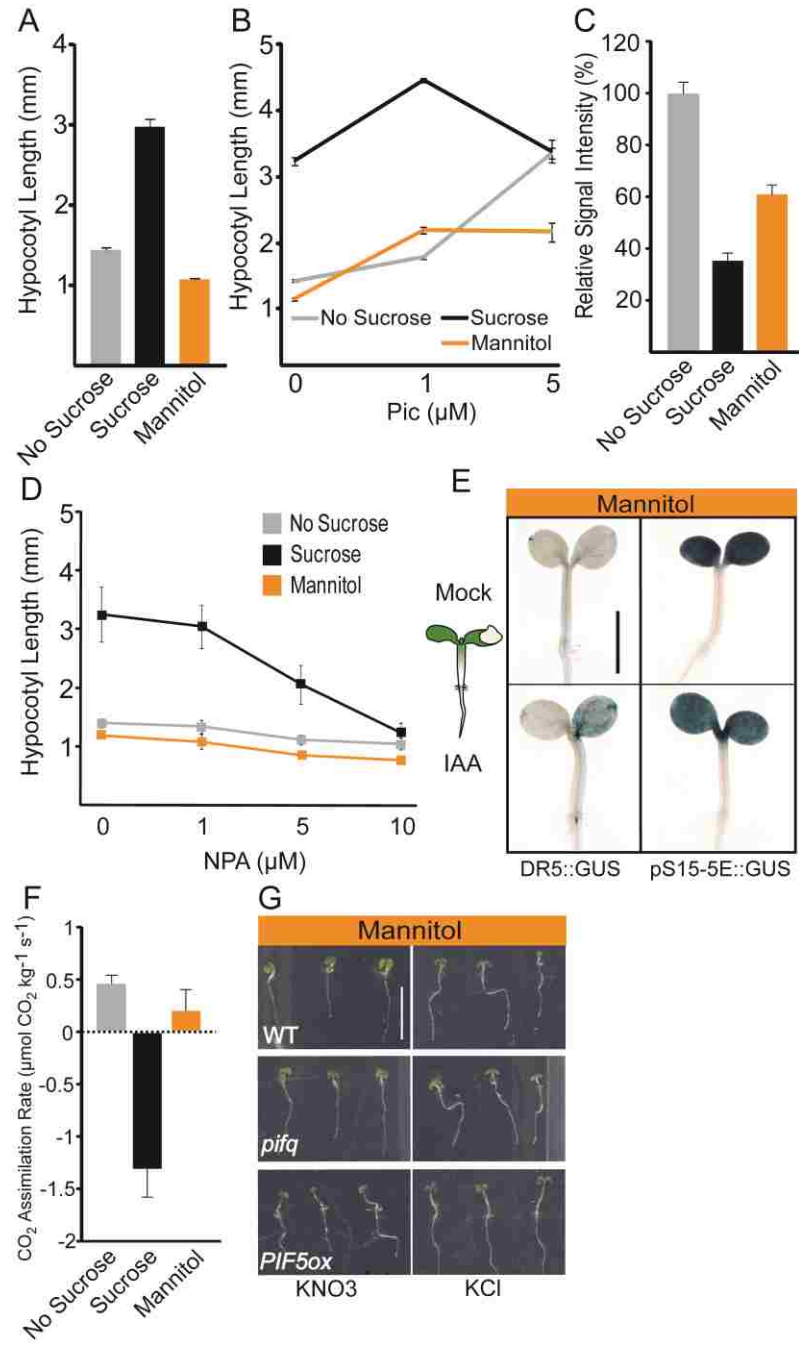 A
Hypocotyl Length (mm)
4
3
2
1
No Sucrose
Sucrose
Mannitol
B
Hypocotyl Length (mm)
5
4
3
2
1
No Sucrose
Sucrose
Mannitol
0
1
5
Pic (μM)
C
Relative Signal Intensity (%)
120
100
80
60
40
20
No Sucrose
Sucrose
Mannitol
D
Hypocotyl Length (mm)
5
4
3
2
1
No Sucrose
Sucrose
Mannitol
0
1
5
10
NPA (μM)
E
Mannitol
Mock
IAA
DR5::GUS
pS15-5E::GUS
F
CO₂ Assimilation Rate (μmol CO₂ kg⁻¹ s⁻¹)
1
0.5
0
-0.5
-1
-1.5
-2
No Sucrose
Sucrose
Mannitol
G
Mannitol
WT
pifq
PIF5ox
KNO3
KCl